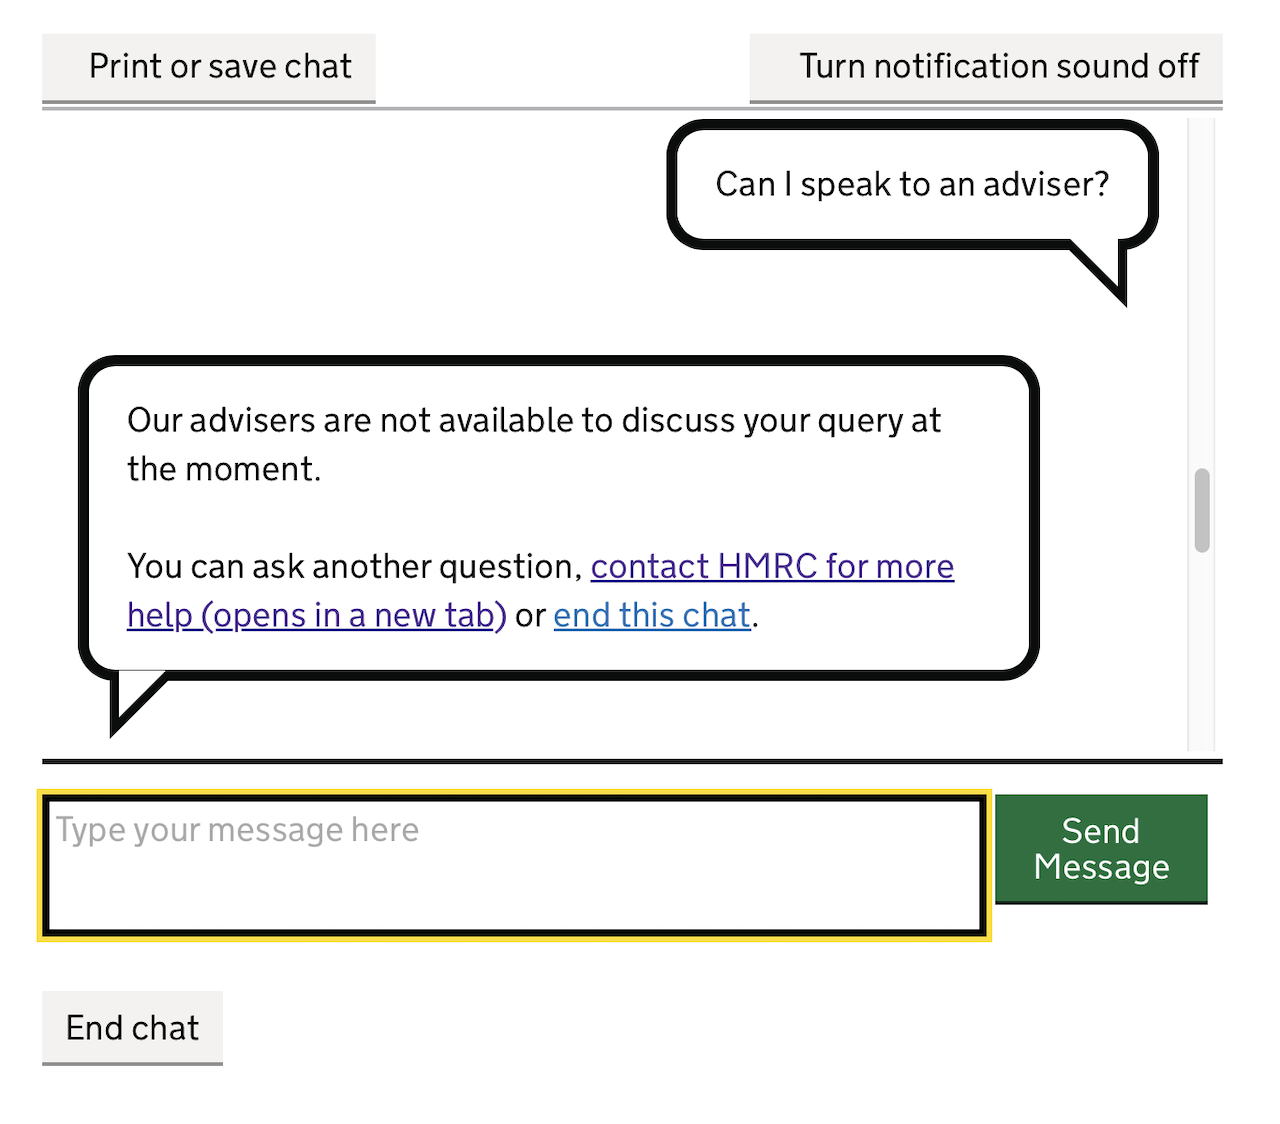 Print or save chat
Turn notification sound off
Can I speak to an adviser?
Our advisers are not available to discuss your query at
the moment.
You can ask another question, contact HMRC for more
help (opens in a new tab) or end this chat.
Type your message here
Send
Message
End chat